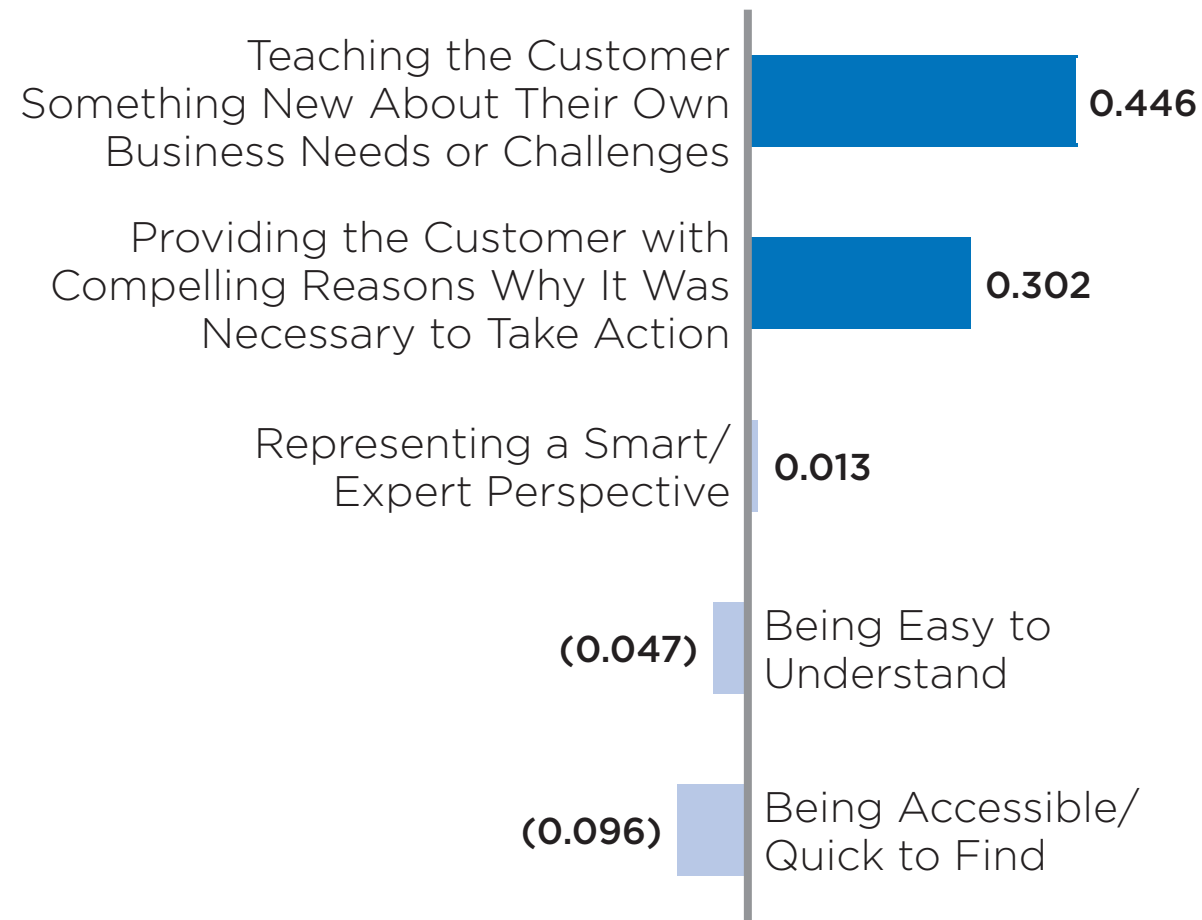 Teaching the Customer
Something New About Their Own
Business Needs or Challenges
0.446
Providing the Customer with
Compelling Reasons Why It Was
Necessary to Take Action
0.302
Representing a Smart/
Expert Perspective
0.013
(0.047)
Being Easy to
Understand
(0.096)
Being Accessible/
Quick to Find